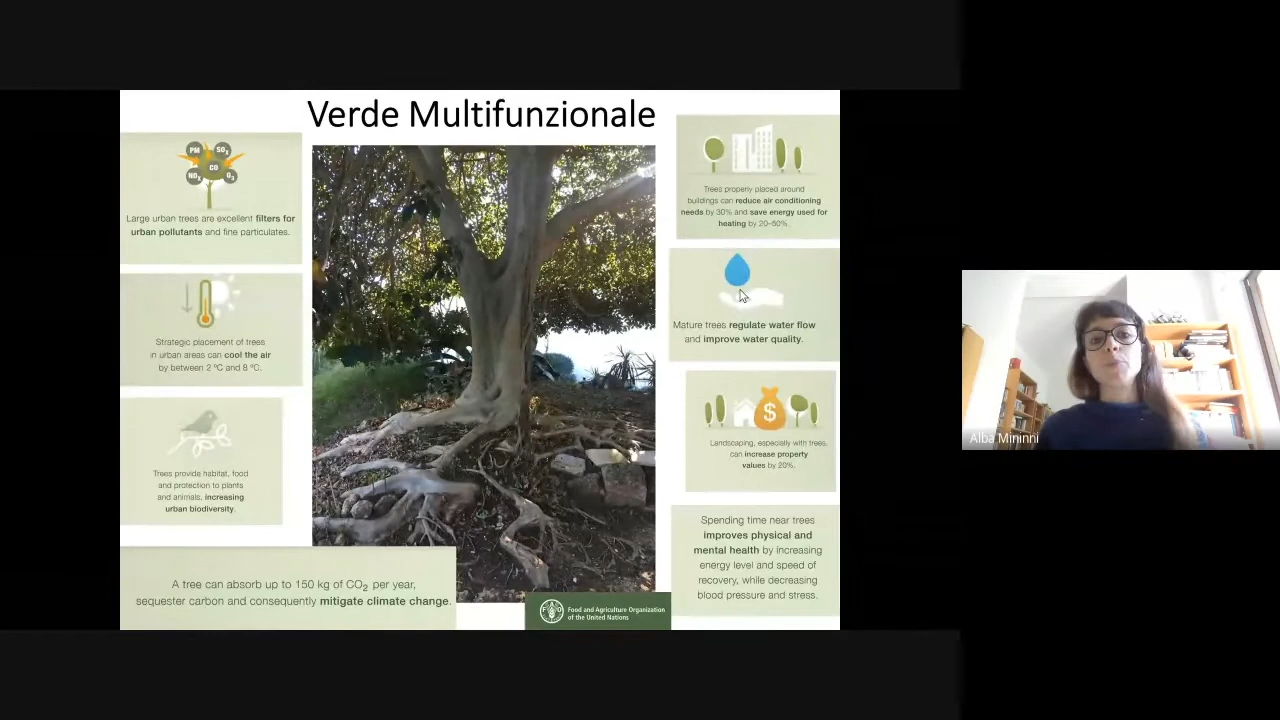 Verde Multifunzionale
PM
SO₂
CO
NO₂
O₃
Large urban trees are excellent filters for
urban pollutants and fine particulates.
Strategic placement of trees
in urban areas can cool the air
by between 2 ºC and 8 ºC.
Trees provide habitat, food
and protection to plants
and animals, increasing
urban biodiversity.
A tree can absorb up to 150 kg of CO₂ per year,
sequester carbon and consequently mitigate climate change.
Trees properly placed around
buildings can reduce air conditioning
needs by 30% and save energy used for
heating by 20–50%.
Mature trees regulate water flow
and improve water quality.
$
Landscaping, especially with trees,
can increase property
values by 20%.
Spending time near trees
improves physical and
mental health by increasing
energy level and speed of
recovery, while decreasing
blood pressure and stress.
Food and Agriculture Organization
of the United Nations
Alba Mininni